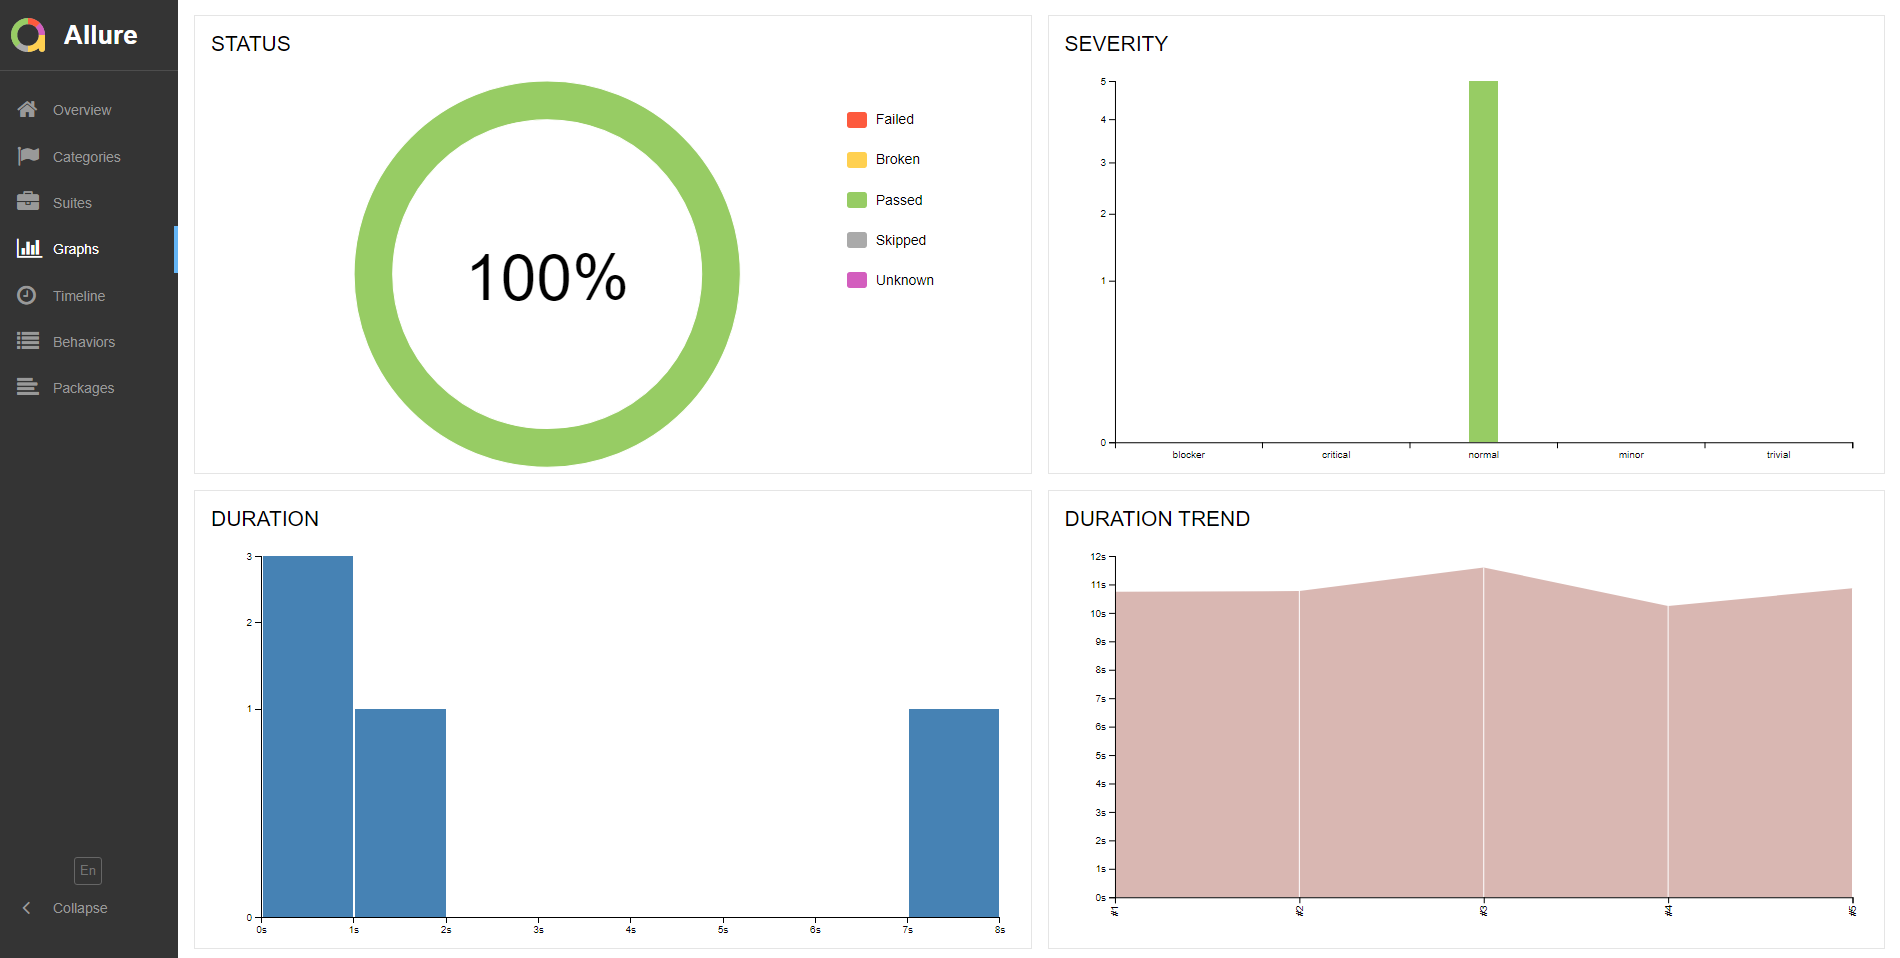 Allure
Overview
Categories
Suites
Graphs
Timeline
Behaviors
Packages
En
Collapse
STATUS
100%
Failed
Broken
Passed
Skipped
Unknown
SEVERITY
5
4
3
2
1
0
blocker critical normal minor trivial
DURATION
3
2
1
0
0s 1s 2s 3s 4s 5s 6s 7s 8s
DURATION TREND
12s
11s
10s
9s
8s
7s
6s
5s
4s
3s
2s
1s
0s
#1 #2 #3 #4 #5